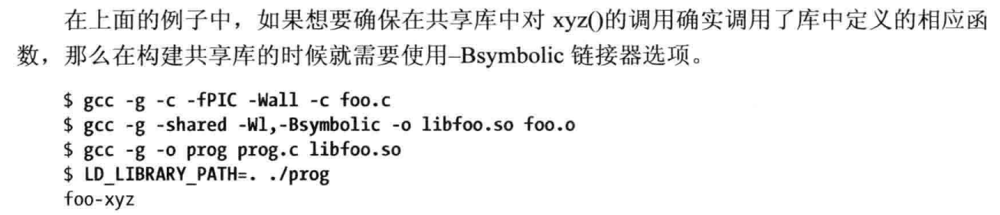 在上面的例子中，如果想要确保在共享库中对 xyz()的调用确实调用了库中定义的相应函
数，那么在构建共享库的时候就需要使用–Bsymbolic 链接器选项。
$ gcc -g -c -fPIC -Wall -c foo.c
$ gcc -g -shared -Wl,-Bsymbolic -o libfoo.so foo.o
$ gcc -g -o prog prog.c libfoo.so
$ LD_LIBRARY_PATH=. ./prog
foo-xyz